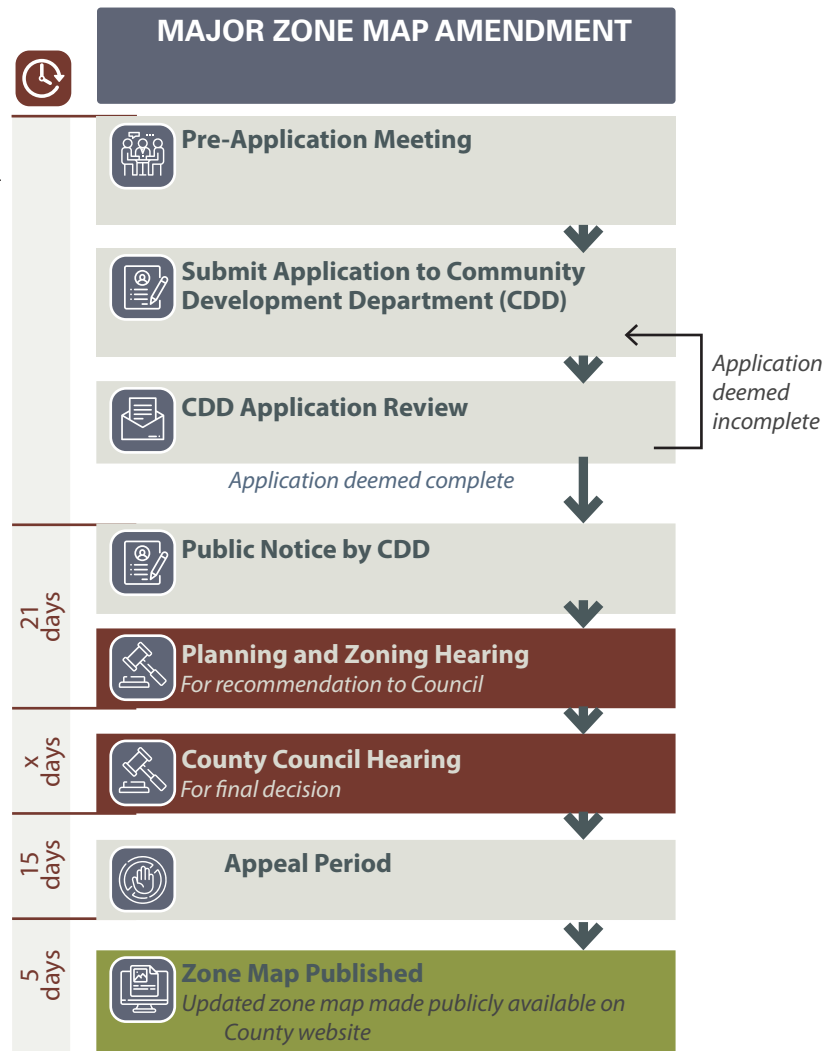 MAJOR ZONE MAP AMENDMENT
Pre-Application Meeting
Submit Application to Community
Development Department (CDD)
Application
deemed
incomplete
CDD Application Review
Application deemed complete
21
days
Public Notice by CDD
Planning and Zoning Hearing
For recommendation to Council
x
days
County Council Hearing
For final decision
15
days
Appeal Period
5
days
Zone Map Published
Updated zone map made publicly available on
County website